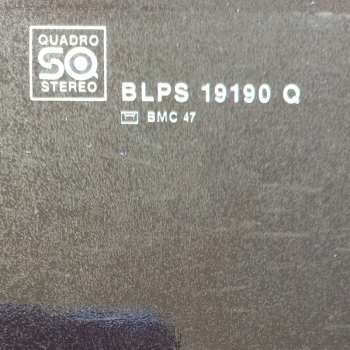 QUADRO
SQ
STEREO
BLPS 19190 Q
BMC 47